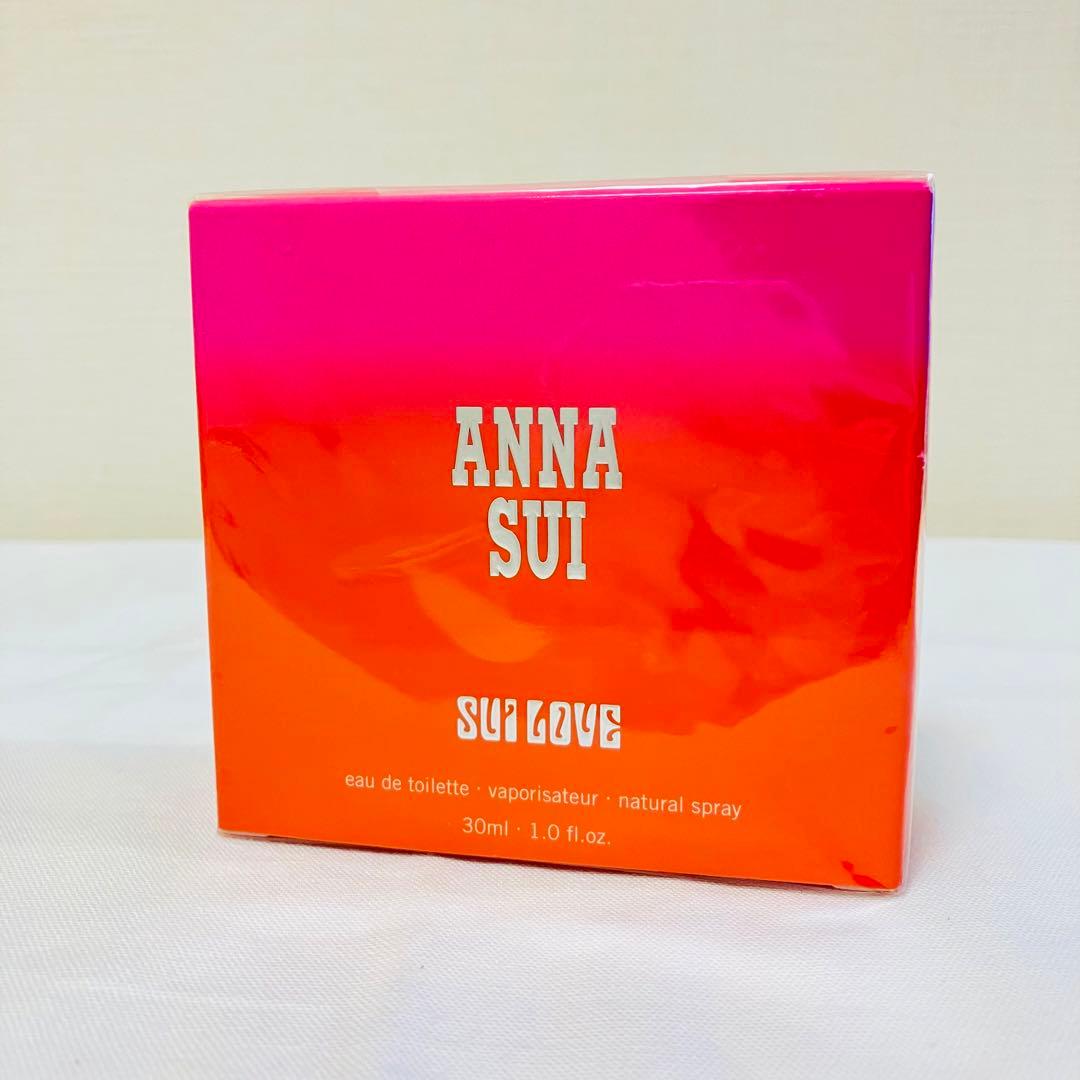 ANNA
SUI
SUI LOVE
eau de toilette · vaporisateur · natural spray
30ml · 1.0 fl.oz.